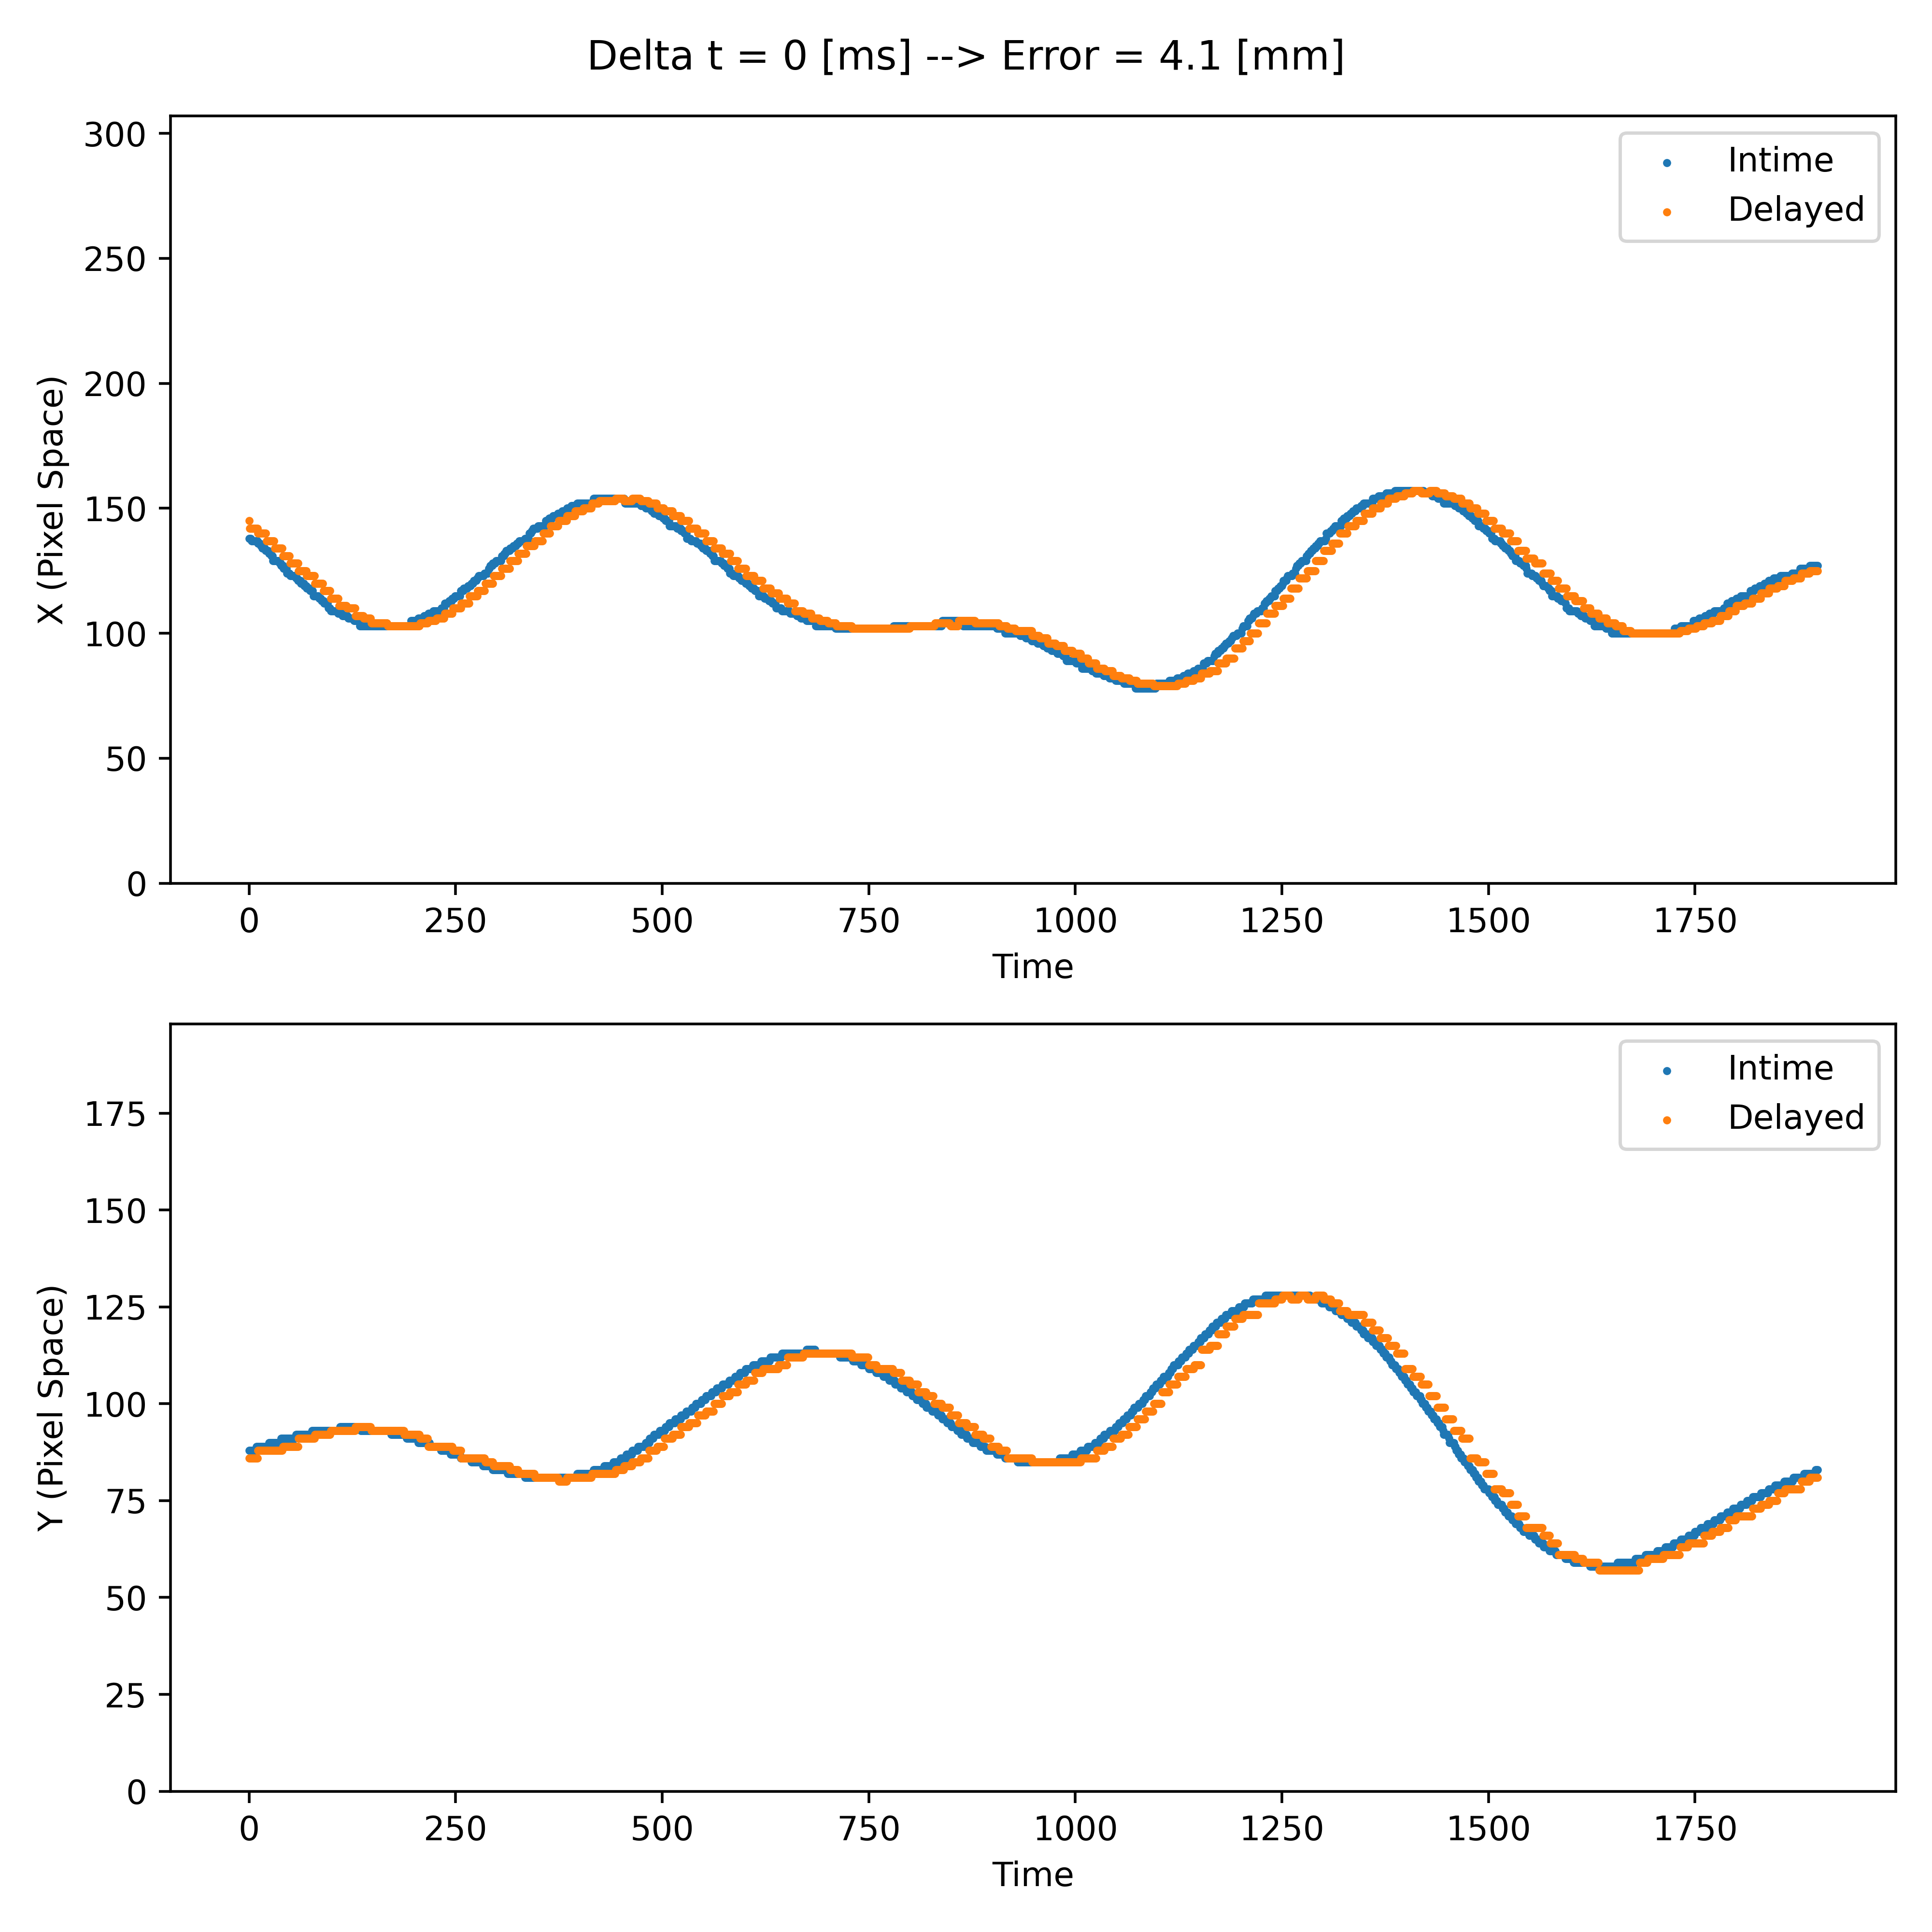 Delta t = 0 [ms] --> Error = 4.1 [mm]
300
250
200
150
100
50
0
X (Pixel Space)
Intime
Delayed
0 250 500 750 1000 1250 1500 1750
Time
175
150
125
100
75
50
25
0
Y (Pixel Space)
Intime
Delayed
0 250 500 750 1000 1250 1500 1750
Time